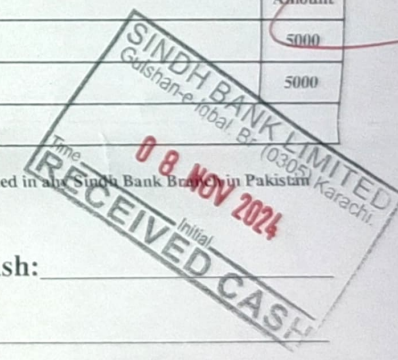 Amount
5000
5000
SINDH BANK LIMITED
Gulshan-e Iqbal, Br. (0305) Karachi.
08 NOV 2024
Time
Initial
RECEIVED CASH
ed in any Sindh Bank Branch in Pakistan
sh: